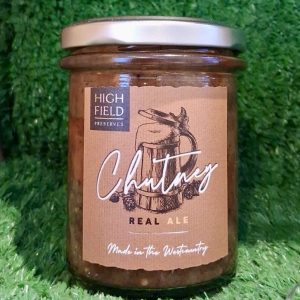 HIGH
FIELD
PRESERVES
Chutney
REAL ALE
Made in the Westcountry